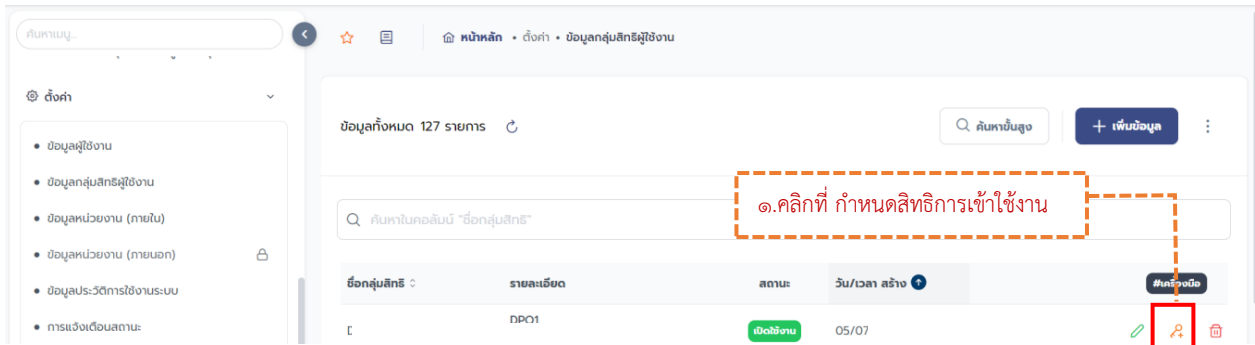 ค้นหาเมนู...
หน้าหลัก • ตั้งค่า • ข้อมูลกลุ่มสิทธิผู้ใช้งาน
ตั้งค่า
ข้อมูลทั้งหมด 127 รายการ
ค้นหาขั้นสูง
+ เพิ่มข้อมูล
• ข้อมูลผู้ใช้งาน
• ข้อมูลกลุ่มสิทธิผู้ใช้งาน
• ข้อมูลหน่วยงาน (ภายใน)
• ข้อมูลหน่วยงาน (ภายนอก)
• ข้อมูลประวัติการใช้งานระบบ
• การแจ้งเตือนสถานะ
๑.คลิกที่ กำหนดสิทธิการเข้าใช้งาน
ค้นหาในคอลัมน์ "ชื่อกลุ่มสิทธิ"
ชื่อกลุ่มสิทธิ รายละเอียด สถานะ วัน/เวลา สร้าง #เครื่องมือ
DPO1 เปิดใช้งาน 05/07